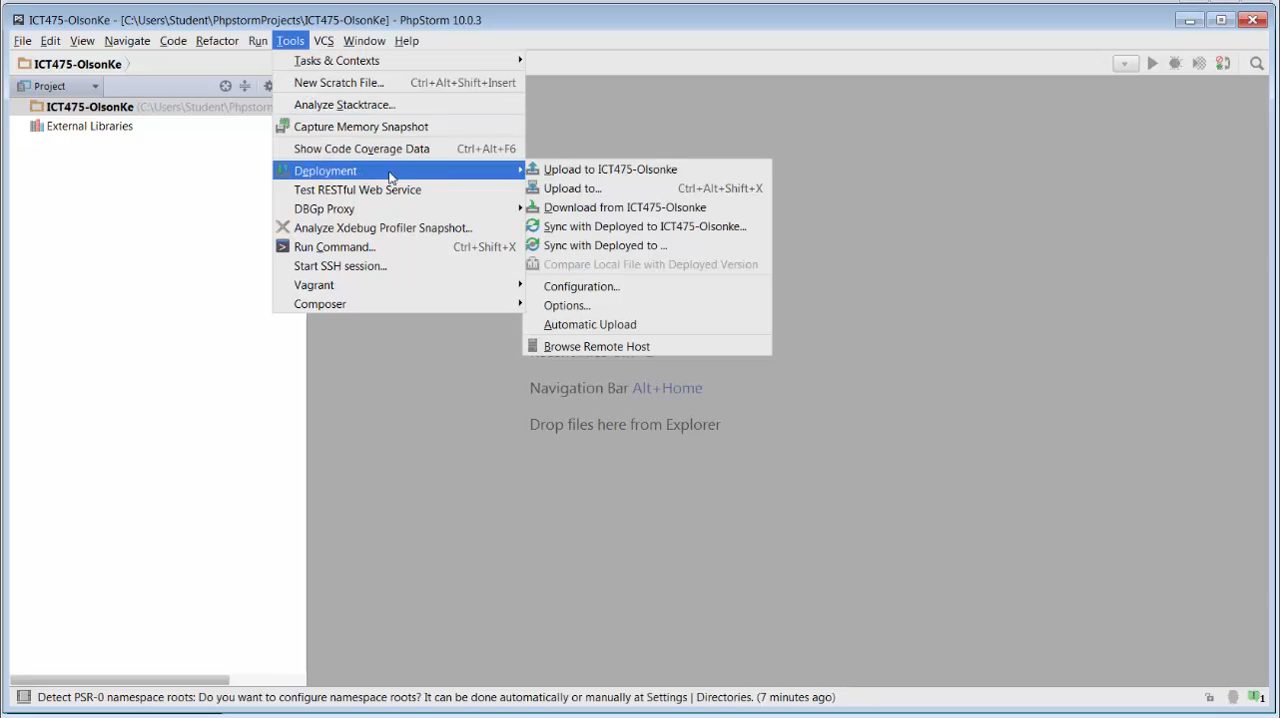 ICT475-OlsonKe - [C:\Users\Student\PhpstormProjects\ICT475-OlsonKe] - PhpStorm 10.0.3
File Edit View Navigate Code Refactor Run Tools VCS Window Help
ICT475-OlsonKe
Project
ICT475-OlsonKe (C:\Users\Student\Phpstorm
External Libraries
Tasks & Contexts
New Scratch File... Ctrl+Alt+Shift+Insert
Analyze Stacktrace...
Capture Memory Snapshot
Show Code Coverage Data Ctrl+Alt+F6
Deployment
Test RESTful Web Service
DBGp Proxy
Analyze Xdebug Profiler Snapshot...
Run Command... Ctrl+Shift+X
Start SSH session...
Vagrant
Composer
Upload to ICT475-Olsonke
Upload to... Ctrl+Alt+Shift+X
Download from ICT475-Olsonke
Sync with Deployed to ICT475-Olsonke...
Sync with Deployed to ...
Compare Local File with Deployed Version
Configuration...
Options...
Automatic Upload
Browse Remote Host
Navigation Bar Alt+Home
Drop files here from Explorer
Detect PSR-0 namespace roots: Do you want to configure namespace roots? It can be done automatically or manually at Settings | Directories. (7 minutes ago)
1